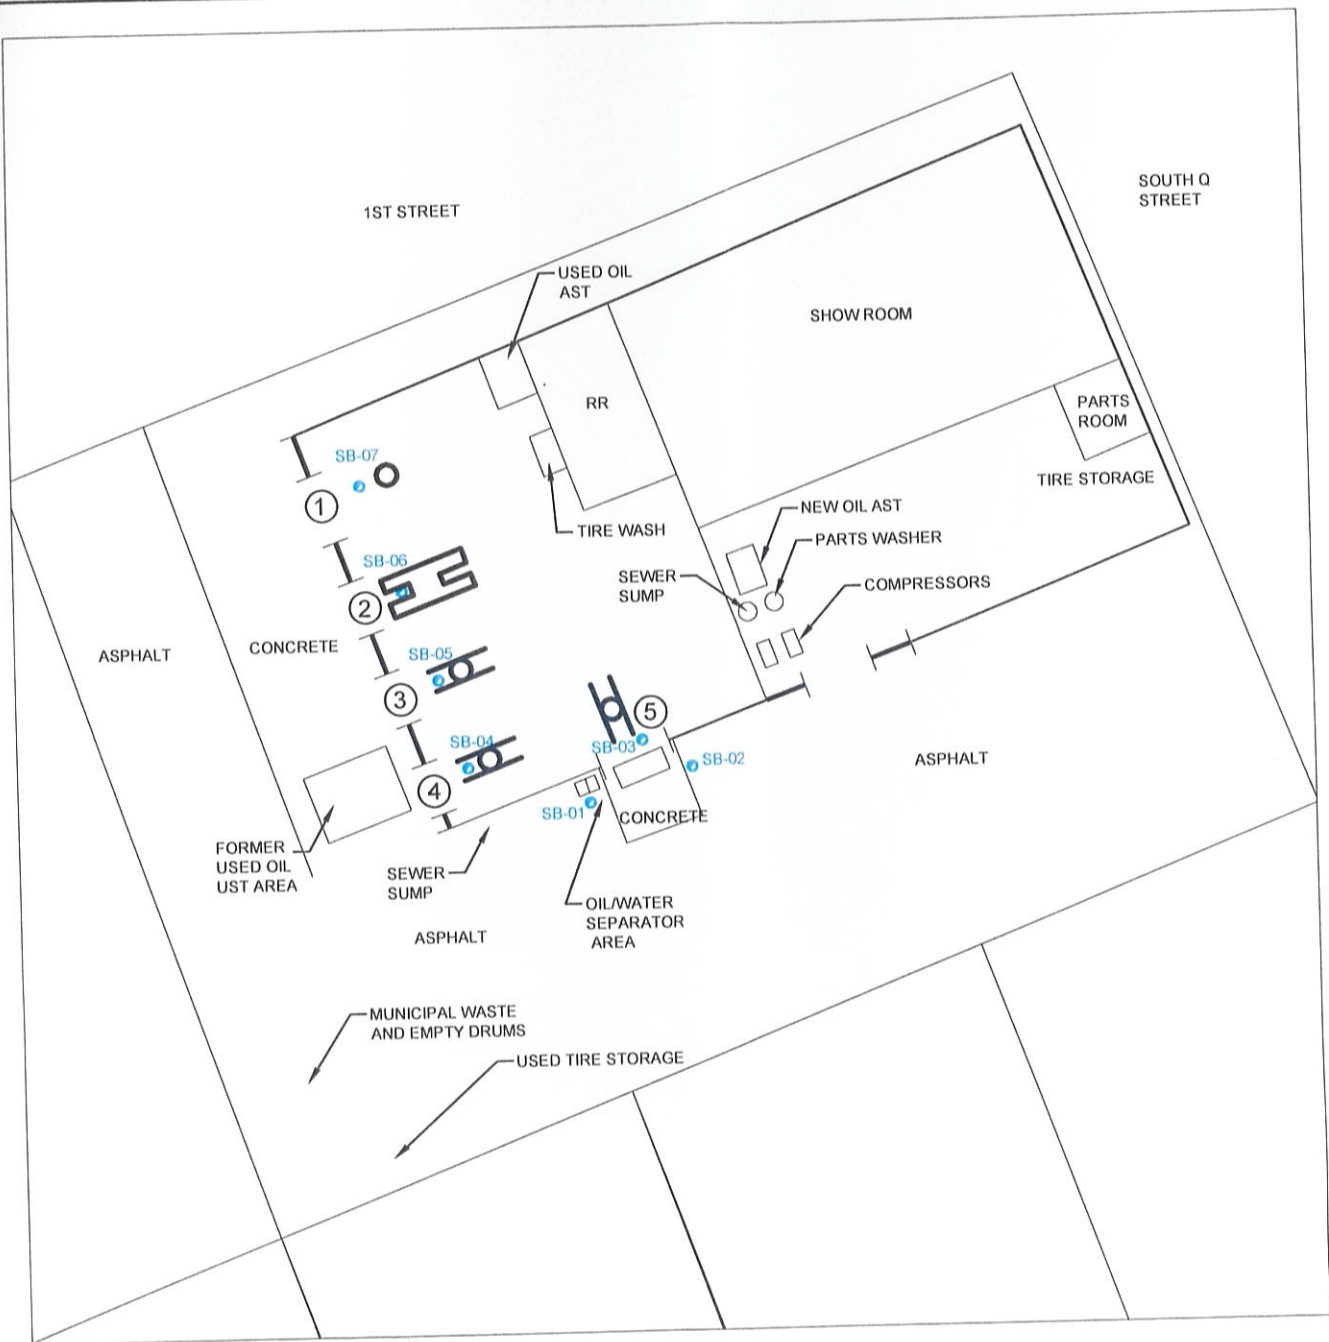 SOUTH Q
STREET
1ST STREET
USED OIL
AST
SHOW ROOM
RR
PARTS
ROOM
SB-07
TIRE STORAGE
1
NEW OIL AST
TIRE WASH
PARTS WASHER
SB-06
SEWER
SUMP
COMPRESSORS
2
CONCRETE
ASPHALT
SB-05
3
5
SB-04
SB-03
SB-02
ASPHALT
4
SB-01
CONCRETE
FORMER
USED OIL
UST AREA
SEWER
SUMP
OIL/WATER
SEPARATOR
AREA
ASPHALT
MUNICIPAL WASTE
AND EMPTY DRUMS
USED TIRE STORAGE